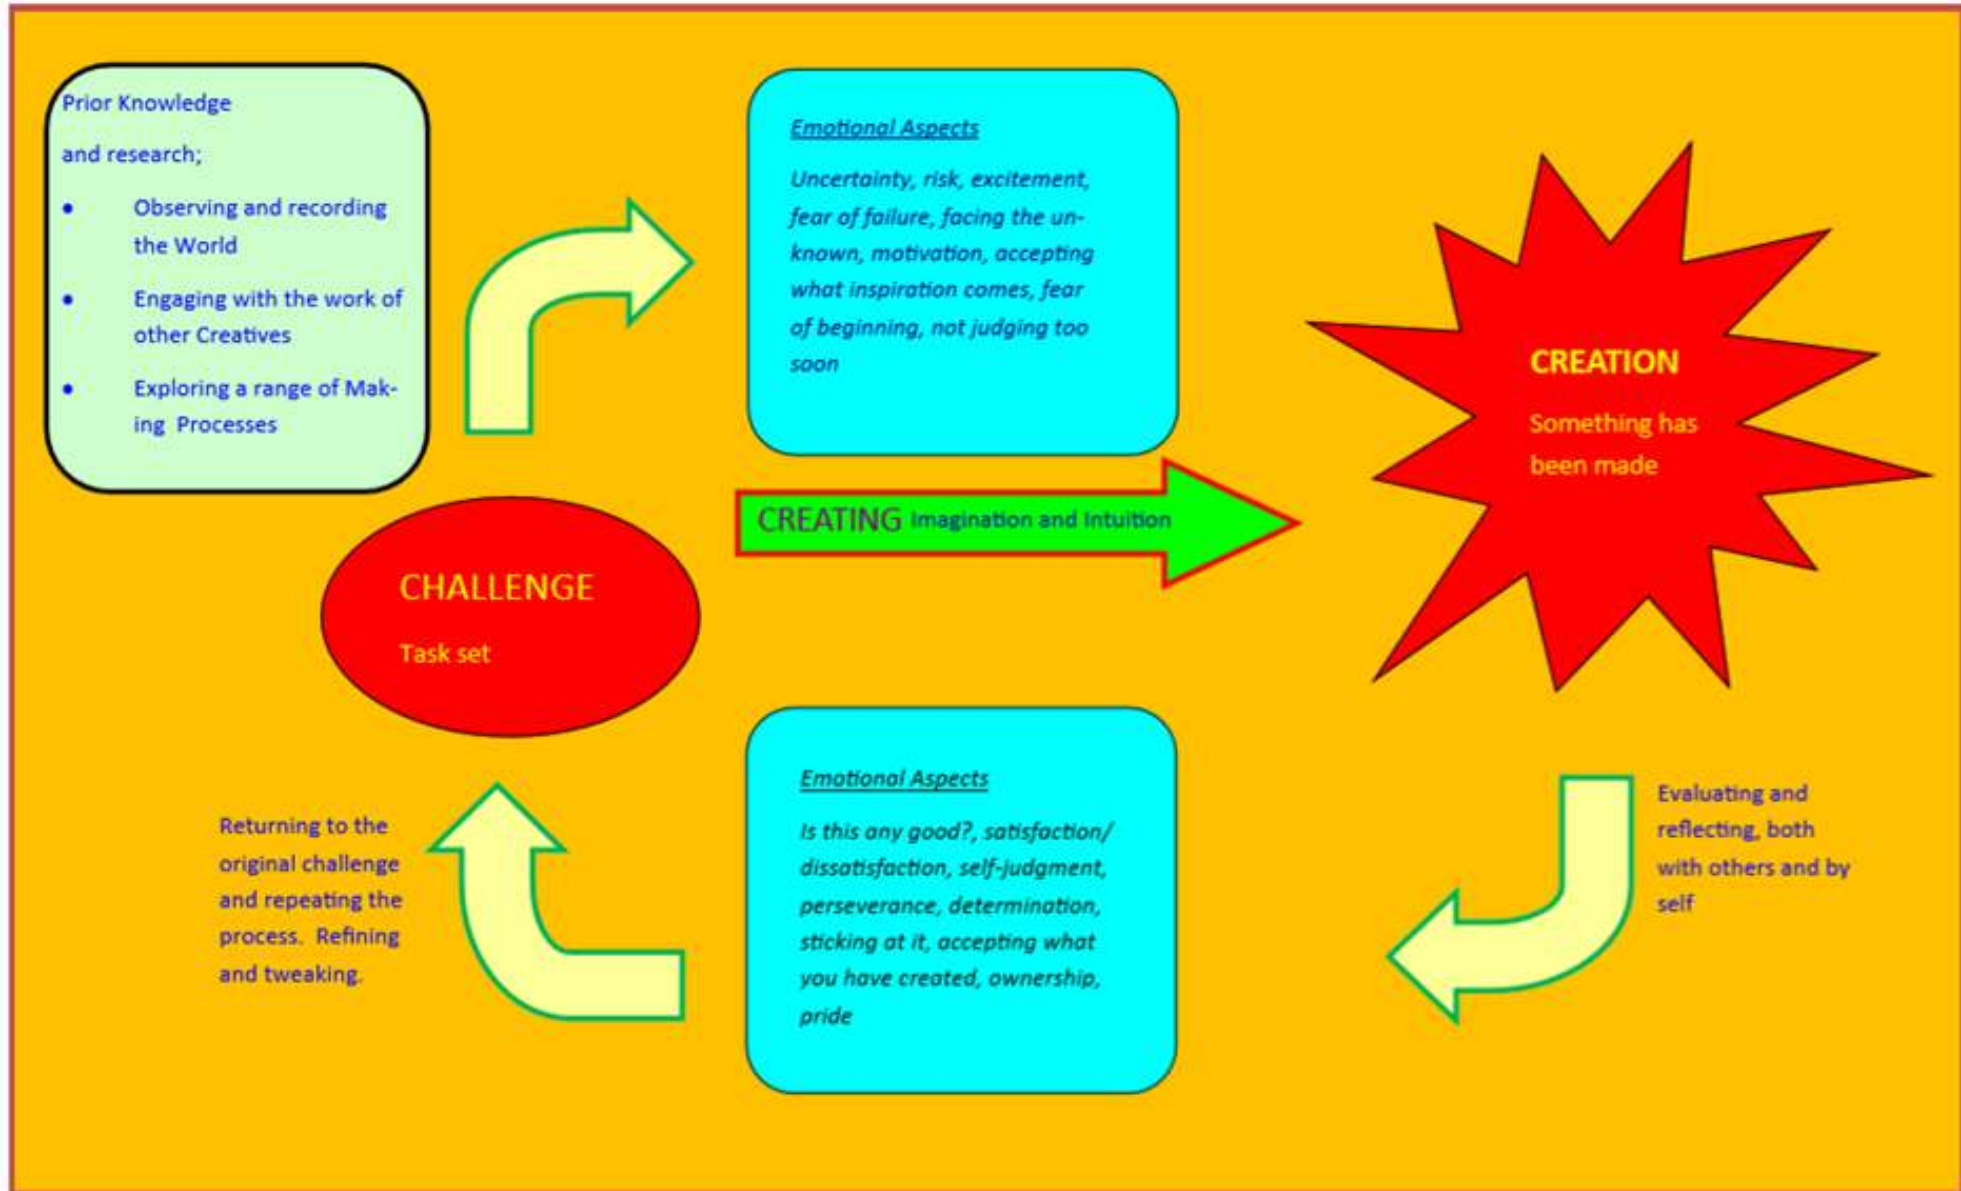 Prior Knowledge
and research;
• Observing and recording
the World
• Engaging with the work of
other Creatives
• Exploring a range of Mak-
ing Processes
Emotional Aspects
Uncertainty, risk, excitement,
fear of failure, facing the un-
known, motivation, accepting
what inspiration comes, fear
of beginning, not judging too
soon
CREATION
Something has
been made
CREATING Imagination and Intuition
CHALLENGE
Task set
Emotional Aspects
Is this any good?, satisfaction/
dissatisfaction, self-judgment,
perseverance, determination,
sticking at it, accepting what
you have created, ownership,
pride
Evaluating and
reflecting, both
with others and by
self
Returning to the
original challenge
and repeating the
process. Refining
and tweaking.